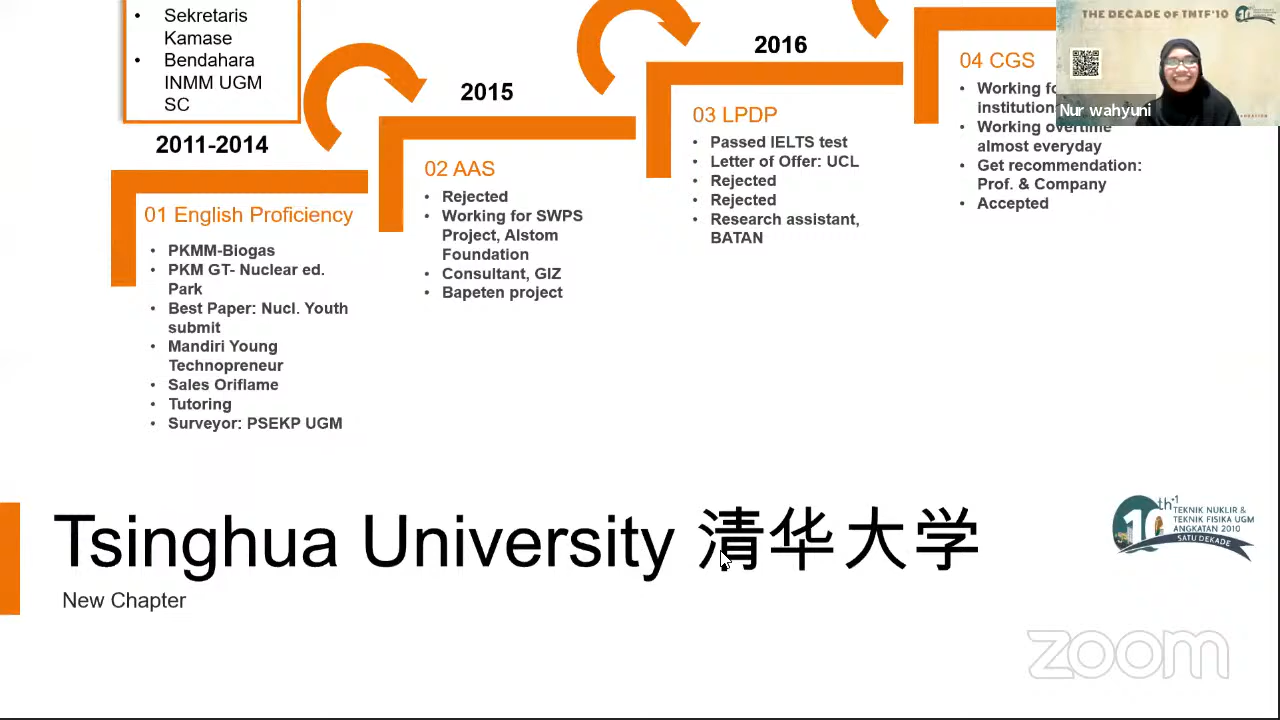 • Sekretaris
Kamase
• Bendahara
INMM UGM
SC
2011-2014
01 English Proficiency
• PKMM-Biogas
• PKM GT- Nuclear ed.
Park
• Best Paper: Nucl. Youth
submit
• Mandiri Young
Technopreneur
• Sales Oriflame
• Tutoring
• Surveyor: PSEKP UGM
2015
02 AAS
• Rejected
• Working for SWPS
Project, Alstom
Foundation
• Consultant, GIZ
• Bapeten project
2016
03 LPDP
• Passed IELTS test
• Letter of Offer: UCL
• Rejected
• Rejected
• Research assistant,
BATAN
04 CGS
• Working
institution
• Working overtime
almost everyday
• Get recommendation:
Prof. & Company
• Accepted
THE DECADE OF TNTF'10
Nur wahyuni
Tsinghua University 清华大学
New Chapter
10th
TEKNIK NUKLIR &
TEKNIK FISIKA UGM
ANGKATAN 2010
SATU DEKADE
zoom